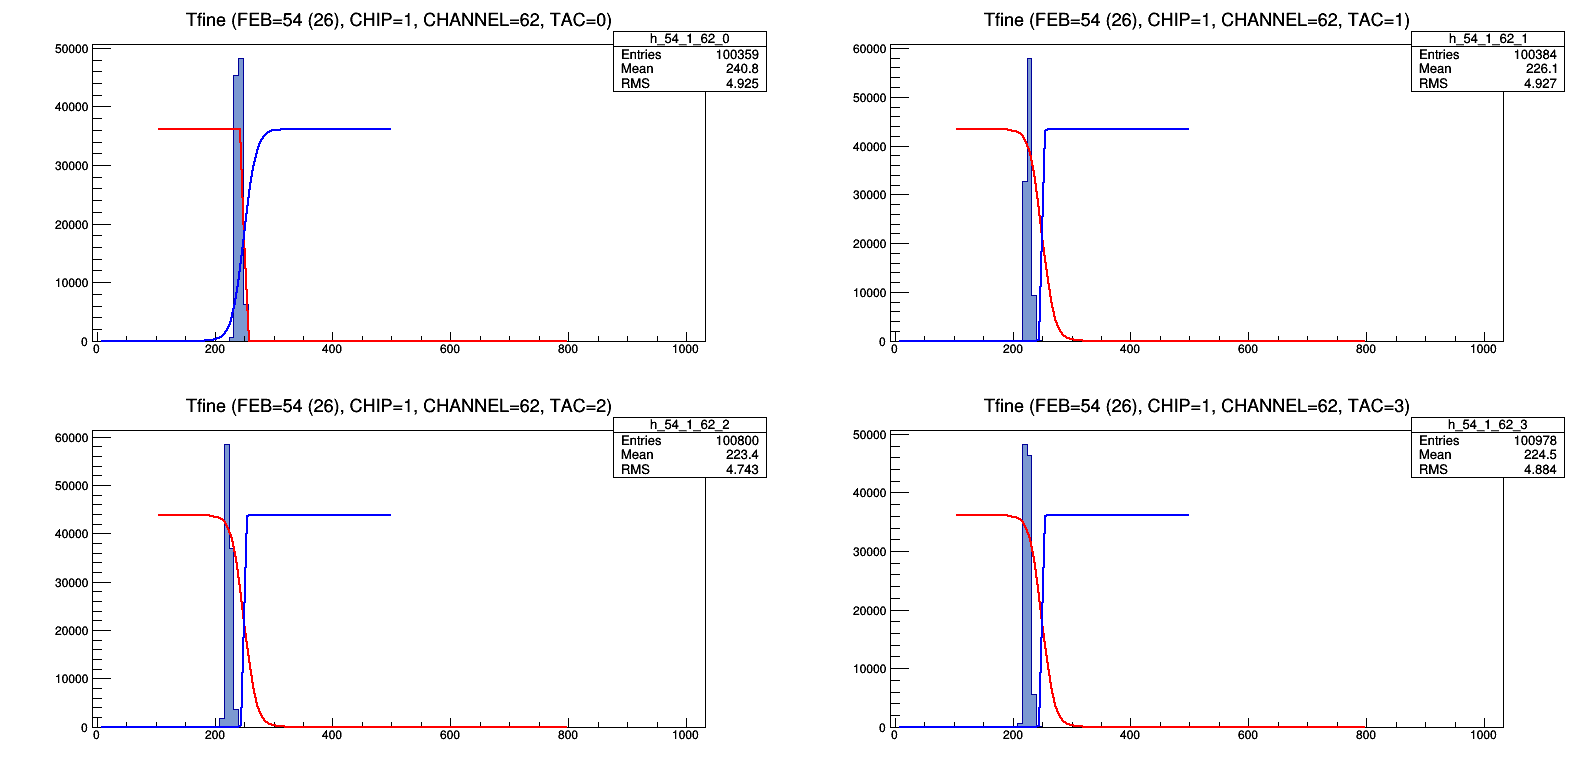 Tfine (FEB=54 (26), CHIP=1, CHANNEL=62, TAC=0)
h_54_1_62_0
Entries 100359
Mean 240.8
RMS 4.925
50000
40000
30000
20000
10000
0
0 200 400 600 800 1000
Tfine (FEB=54 (26), CHIP=1, CHANNEL=62, TAC=1)
h_54_1_62_1
Entries 100384
Mean 226.1
RMS 4.927
60000
50000
40000
30000
20000
10000
0
0 200 400 600 800 1000
Tfine (FEB=54 (26), CHIP=1, CHANNEL=62, TAC=2)
h_54_1_62_2
Entries 100800
Mean 223.4
RMS 4.743
60000
50000
40000
30000
20000
10000
0
0 200 400 600 800 1000
Tfine (FEB=54 (26), CHIP=1, CHANNEL=62, TAC=3)
h_54_1_62_3
Entries 100978
Mean 224.5
RMS 4.884
50000
40000
30000
20000
10000
0
0 200 400 600 800 1000